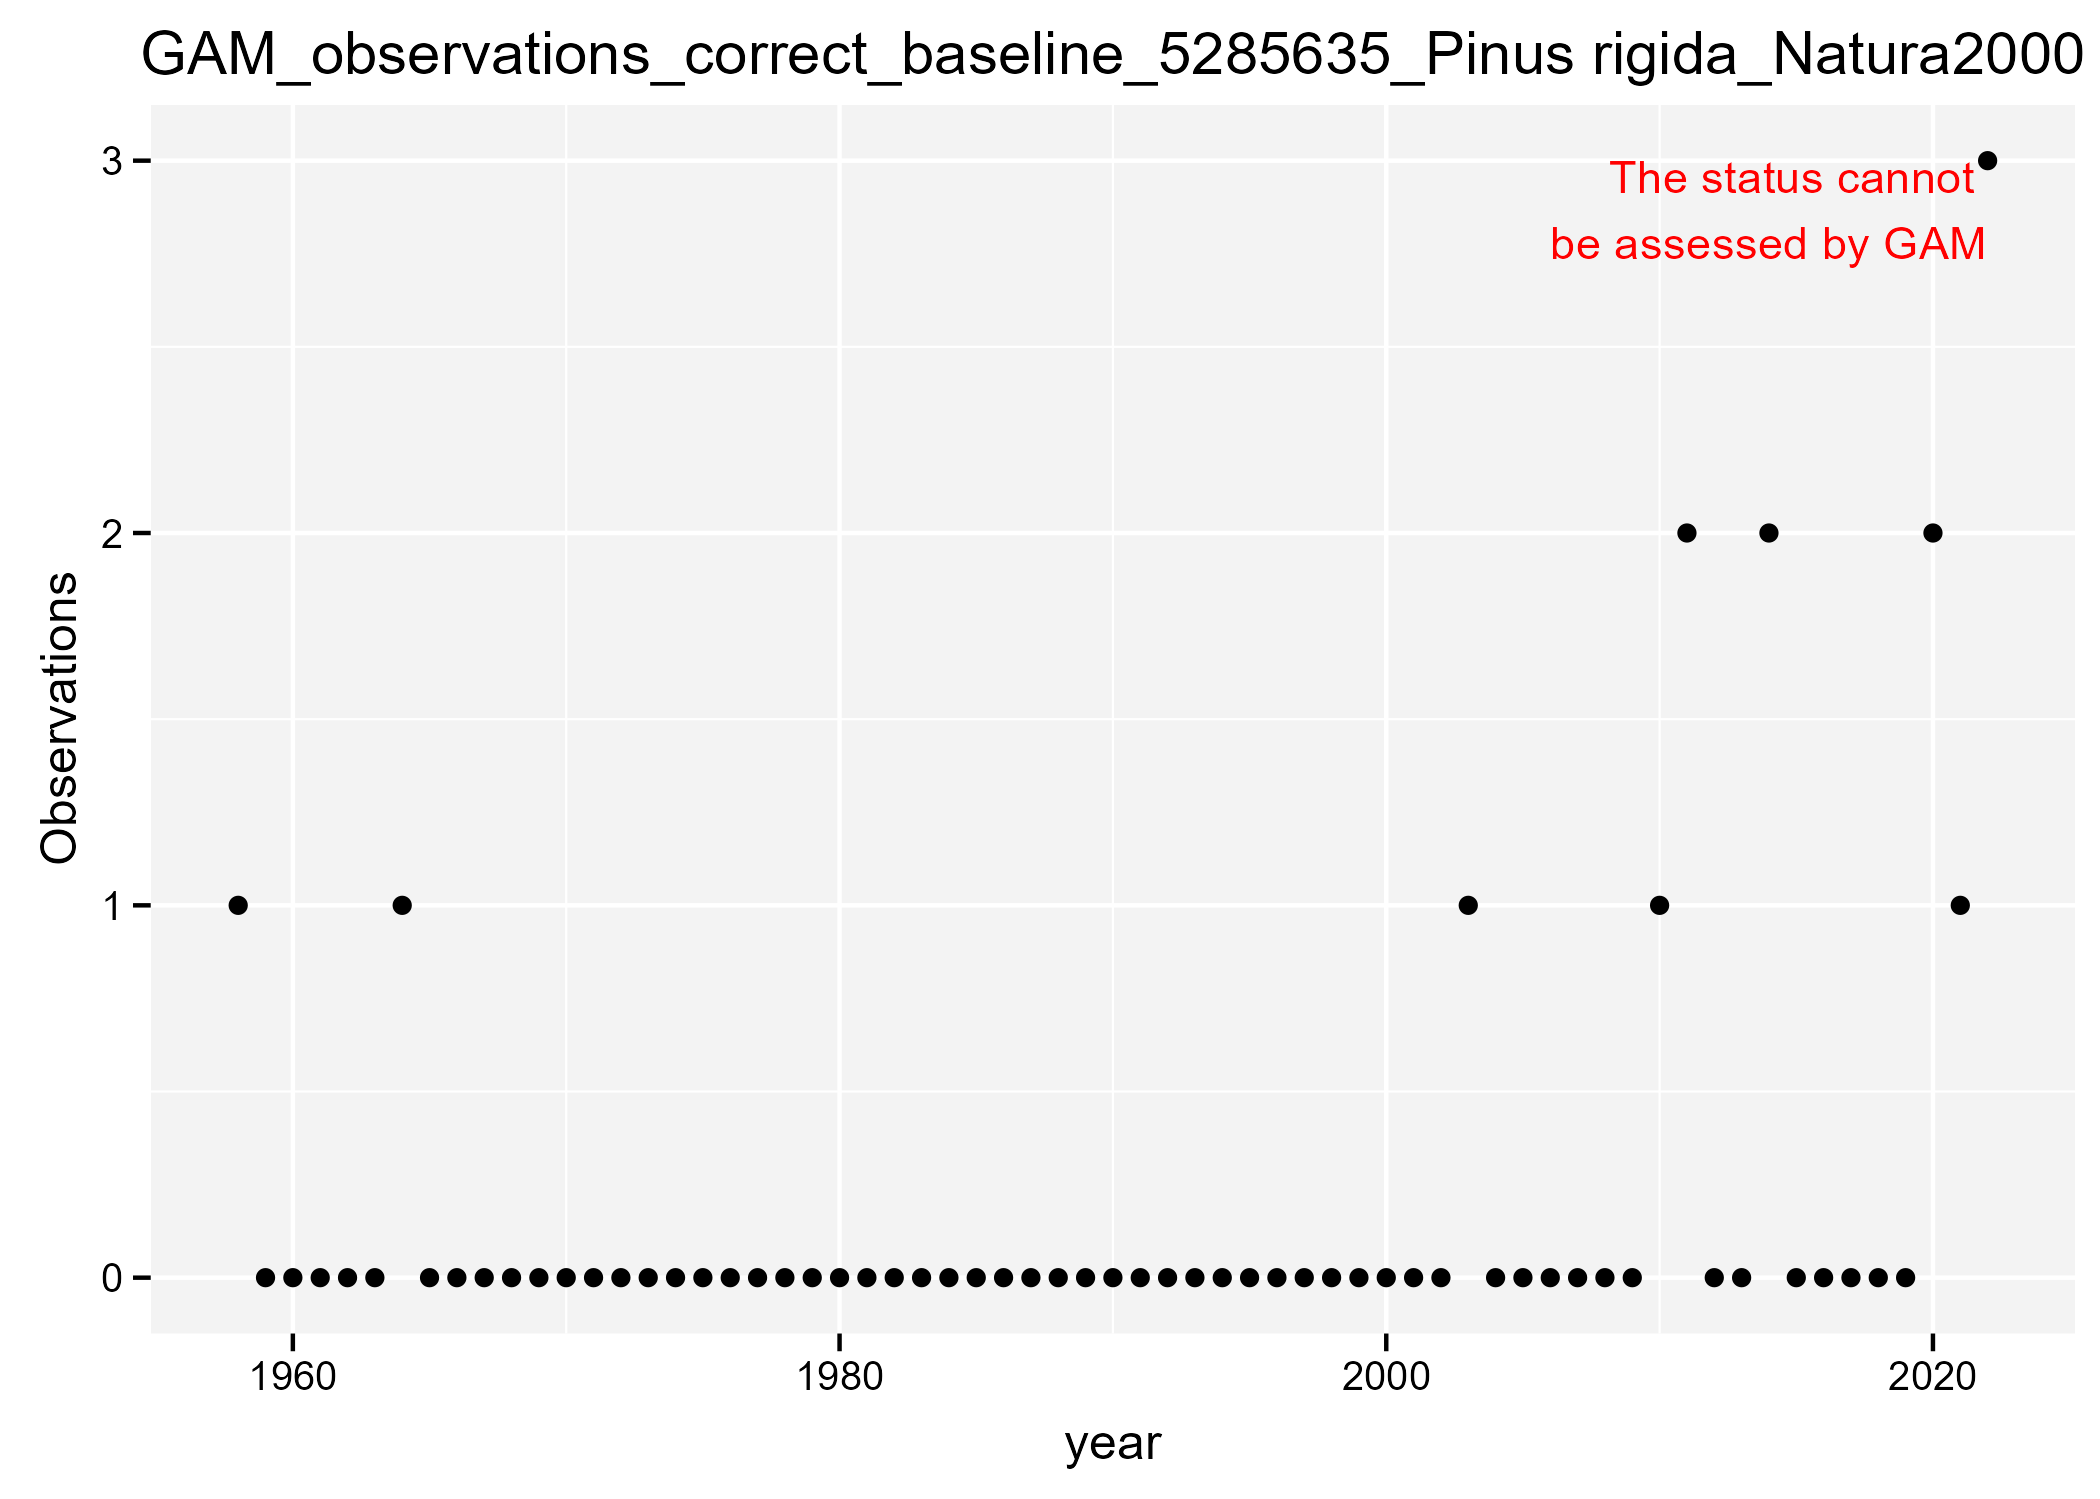 GAM_observations_correct_baseline_5285635_Pinus rigida_Natura2000
3
The status cannot
be assessed by GAM
2
Observations
1
0
1960 1980 2000 2020
year